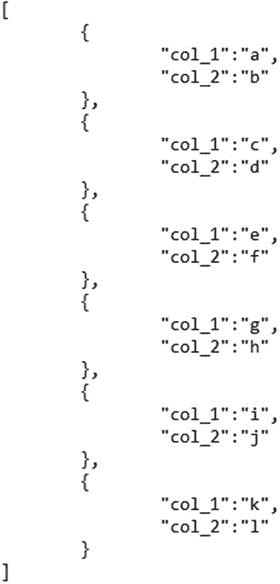 [
	{
		"col_1":"a",
		"col_2":"b"
	},
	{
		"col_1":"c",
		"col_2":"d"
	},
	{
		"col_1":"e",
		"col_2":"f"
	},
	{
		"col_1":"g",
		"col_2":"h"
	},
	{
		"col_1":"i",
		"col_2":"j"
	},
	{
		"col_1":"k",
		"col_2":"l"
	}
]